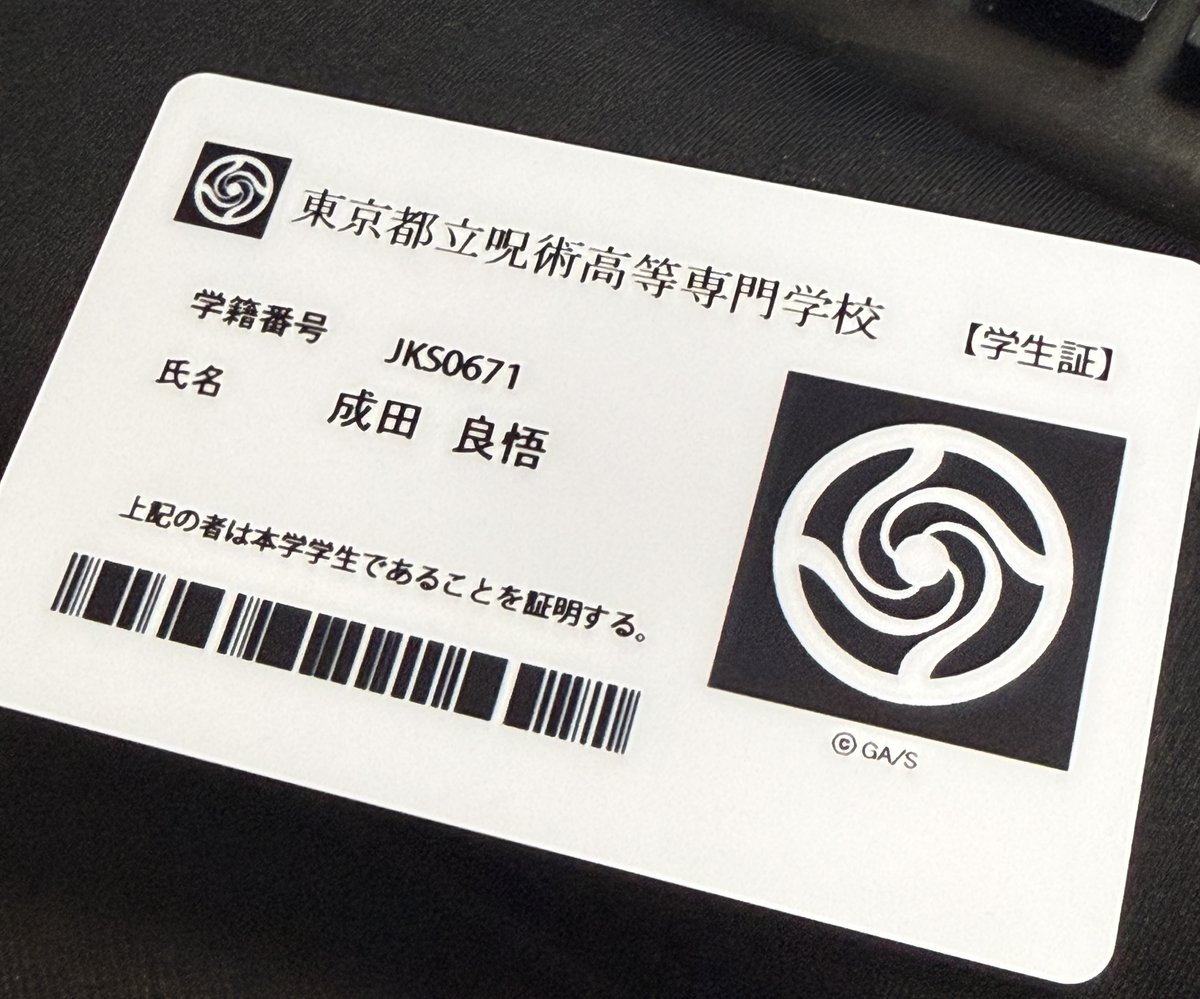 東京都立呪術高等専門学校 【学生証】
学籍番号 JKS0671
氏名 成田 良悟
上記の者は本学学生であることを証明する。
© GA/S